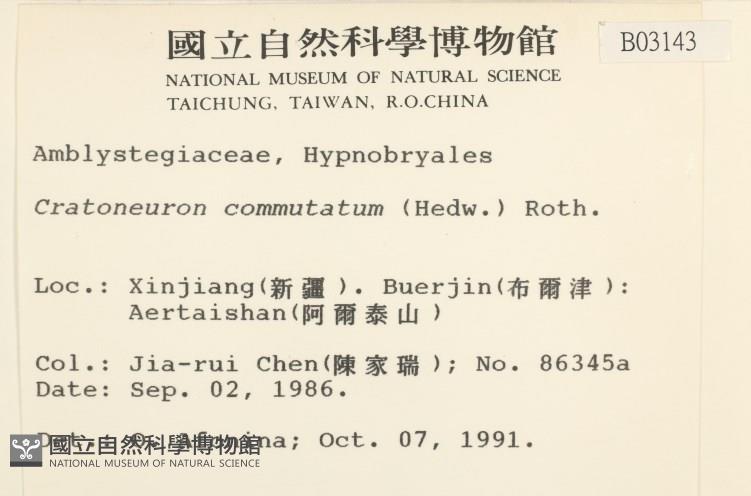 國立自然科學博物館
B03143
NATIONAL MUSEUM OF NATURAL SCIENCE
TAICHUNG, TAIWAN, R.O.CHINA
Amblystegiaceae, Hypnobryales
Cratoneuron commutatum (Hedw.) Roth.
Loc.: Xinjiang(新疆). Buerjin(布爾津):
Aertaishan(阿爾泰山)
Col.: Jia-rui Chen(陳家瑞); No. 86345a
Date: Sep. 02, 1986.
Det.: O. Afonina; Oct. 07, 1991.
國立自然科學博物館
NATIONAL MUSEUM OF NATURAL SCIENCE